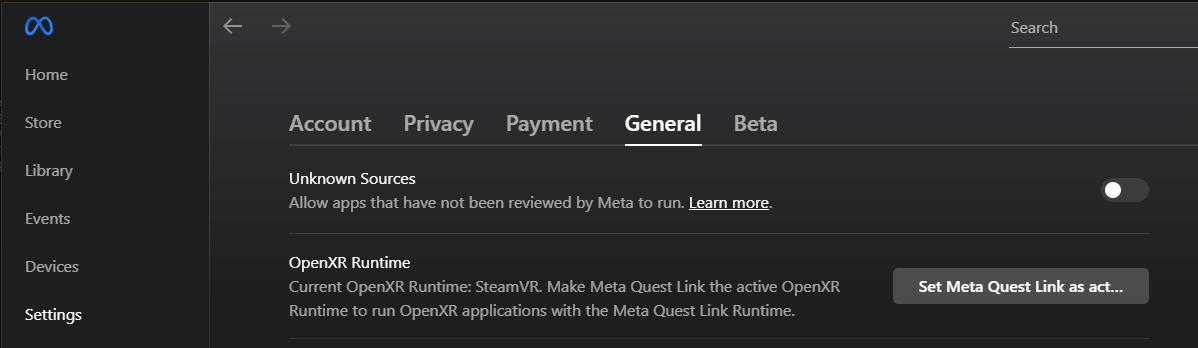 Search
Home
Store
Library
Events
Devices
Settings
Account Privacy Payment General Beta
Unknown Sources
Allow apps that have not been reviewed by Meta to run. Learn more.
OpenXR Runtime
Current OpenXR Runtime: SteamVR. Make Meta Quest Link the active OpenXR
Runtime to run OpenXR applications with the Meta Quest Link Runtime.
Set Meta Quest Link as act...